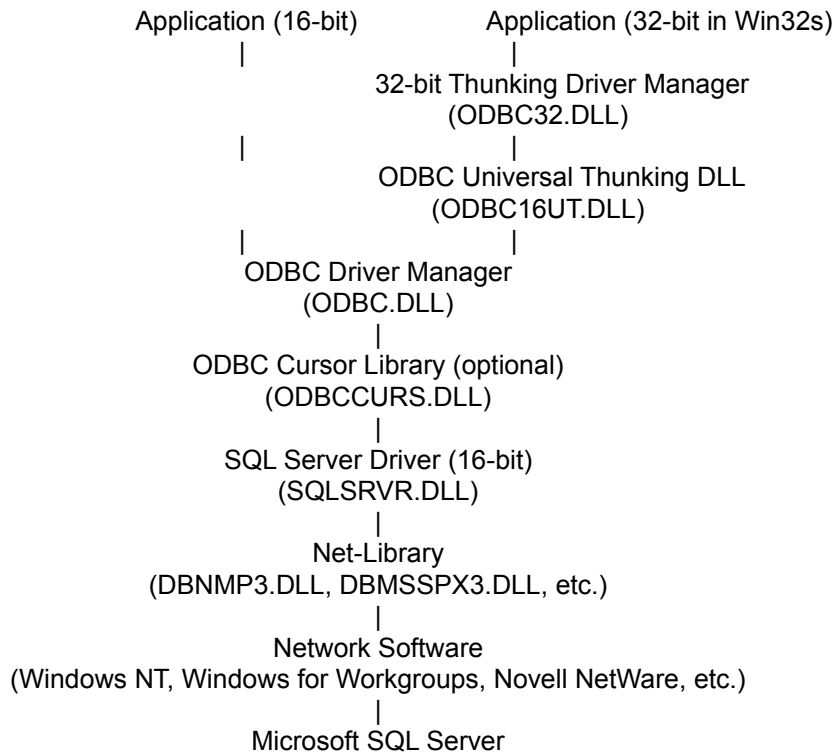 Application (16-bit) Application (32-bit in Win32s)
| |
32-bit Thunking Driver Manager
(ODBC32.DLL)
| |
ODBC Universal Thunking DLL
(ODBC16UT.DLL)
| |
ODBC Driver Manager
(ODBC.DLL)
|
ODBC Cursor Library (optional)
(ODBCCURS.DLL)
|
SQL Server Driver (16-bit)
(SQLSRVR.DLL)
|
Net-Library
(DBNMP3.DLL, DBMSSPX3.DLL, etc.)
|
Network Software
(Windows NT, Windows for Workgroups, Novell NetWare, etc.)
|
Microsoft SQL Server